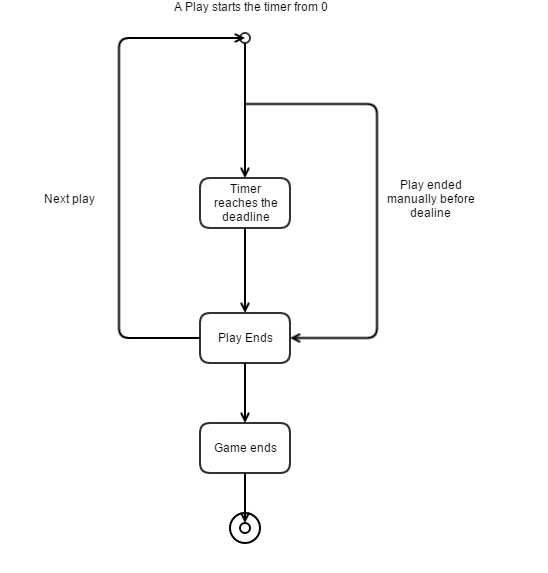 A Play starts the timer from 0
Next play
Timer
reaches the
deadline
Play ended
manually before
dealine
Play Ends
Game ends